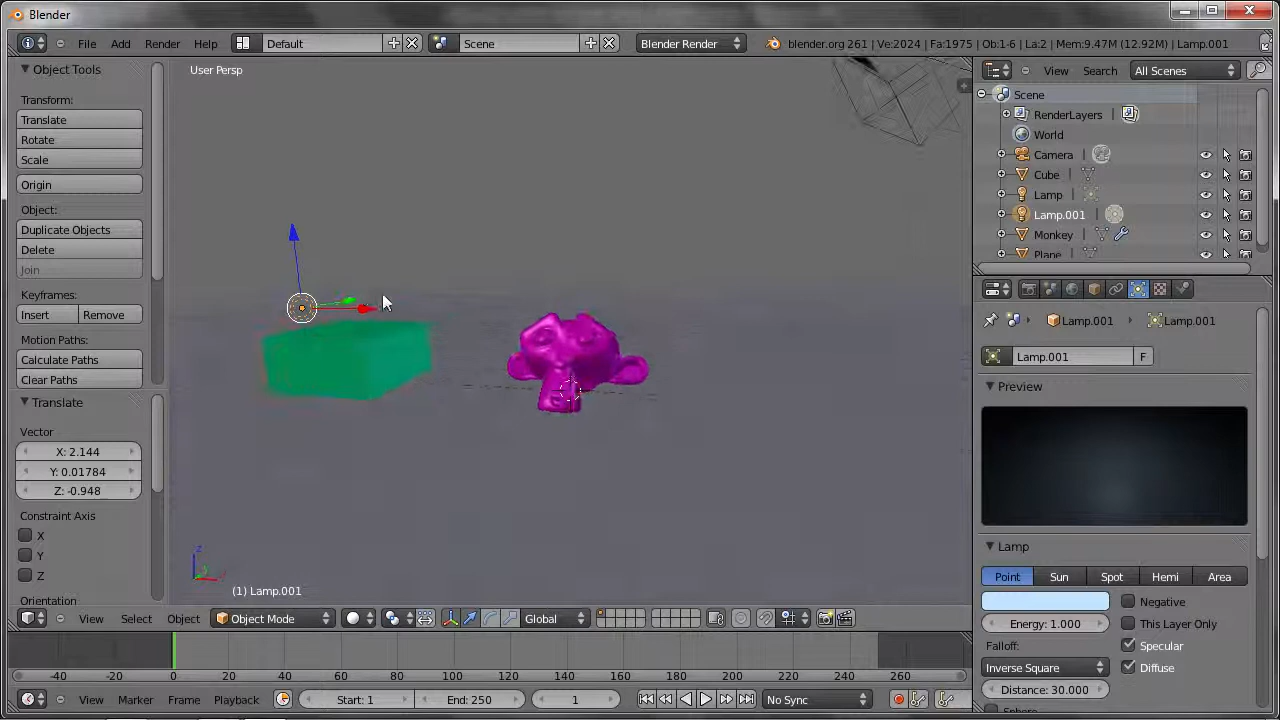 Blender
File Add Render Help Default Scene Blender Render blender.org 261 | Ve:2024 | Fa:1975 | Ob:1-6 | La:2 | Mem:9.47M (12.92M) | Lamp.001
Object Tools
Transform:
Translate
Rotate
Scale
Origin
Object:
Duplicate Objects
Delete
Join
Keyframes:
Insert Remove
Motion Paths:
Calculate Paths
Clear Paths
Translate
Vector
X: 2.144
Y: 0.01784
Z: -0.948
Constraint Axis
X
Y
Z
Orientation
User Persp
(1) Lamp.001
View Select Object Object Mode Global
-40 -20 0 20 40 60 80 100 120 140 160 180 200 220 240 260
View Marker Frame Playback Start: 1 End: 250 1 No Sync
View Search All Scenes
Scene
RenderLayers
World
Camera
Cube
Lamp
Lamp.001
Monkey
Plane
Lamp.001 Lamp.001
Lamp.001 F
Preview
Lamp
Point Sun Spot Hemi Area
Negative
Energy: 1.000 This Layer Only
Falloff: Specular
Inverse Square Diffuse
Distance: 30.000
Sphere